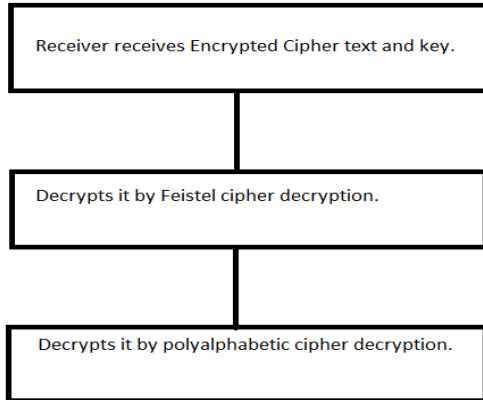 Receiver receives Encrypted Cipher text and key.
Decrypts it by Feistel cipher decryption.
Decrypts it by polyalphabetic cipher decryption.